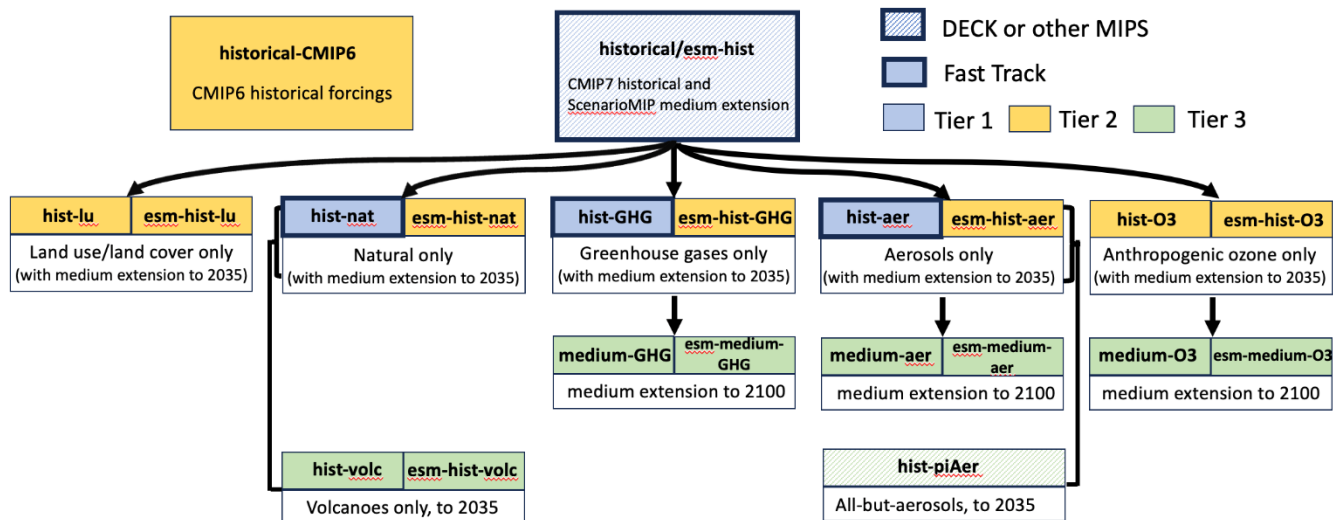 historical-CMIP6
CMIP6 historical forcings
historical/esm-hist
CMIP7 historical and
ScenarioMIP medium extension
DECK or other MIPS
Fast Track
Tier 1
Tier 2
Tier 3
hist-lu
esm-hist-lu
Land use/land cover only
(with medium extension to 2035)
hist-nat
esm-hist-nat
Natural only
(with medium extension to 2035)
hist-GHG
esm-hist-GHG
Greenhouse gases only
(with medium extension to 2035)
hist-aer
esm-hist-aer
Aerosols only
(with medium extension to 2035)
hist-O3
esm-hist-O3
Anthropogenic ozone only
(with medium extension to 2035)
medium-GHG
esm-medium-
GHG
medium extension to 2100
medium-aer
esm-medium-
aer
medium extension to 2100
medium-O3
esm-medium-O3
medium extension to 2100
hist-volc
esm-hist-volc
Volcanoes only, to 2035
hist-piAer
All-but-aerosols, to 2035